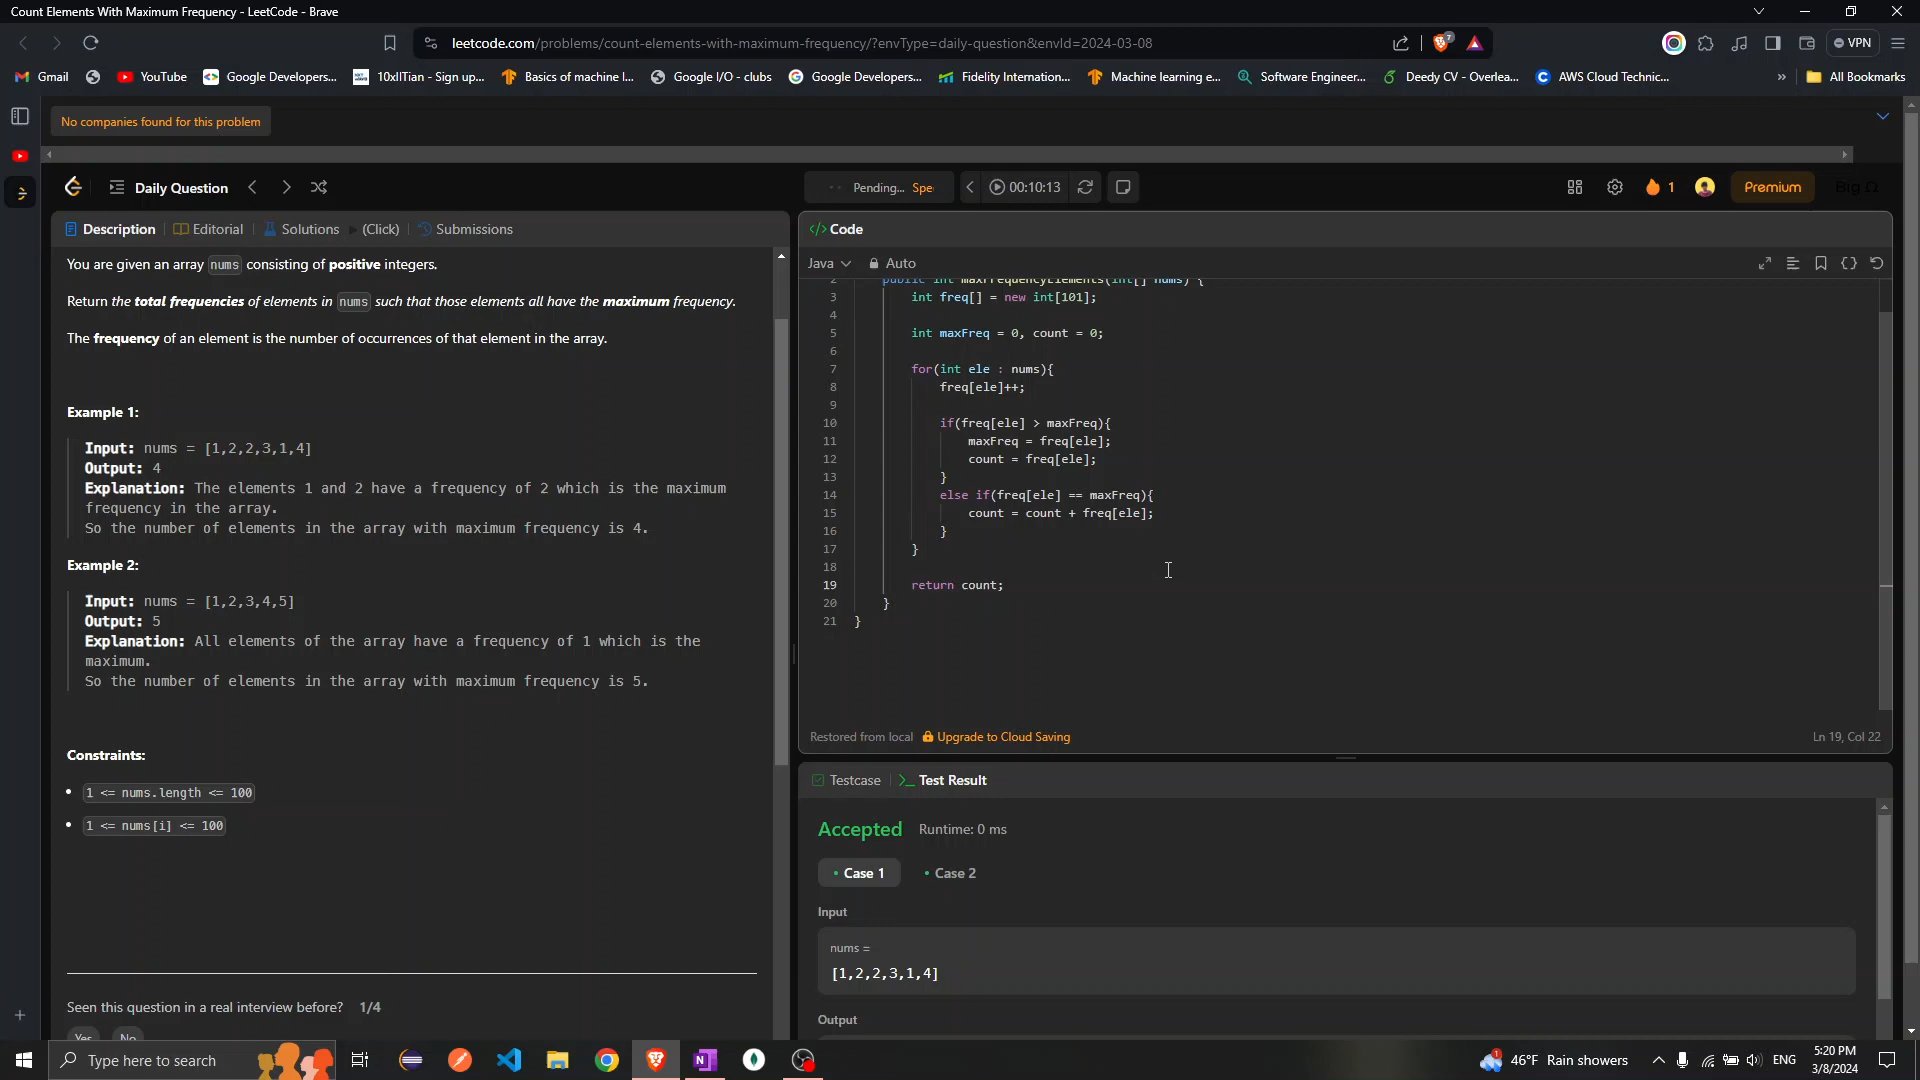 Count Elements With Maximum Frequency - LeetCode - Brave
leetcode.com/problems/count-elements-with-maximum-frequency/?envType=daily-question&envId=2024-03-08
7
VPN
Gmail
YouTube
Google Developers...
10xIITian - Sign up...
Basics of machine l...
Google I/O - clubs
Google Developers...
Fidelity Internation...
Machine learning e...
Software Engineer...
Deedy CV - Overlea...
AWS Cloud Technic...
»
All Bookmarks
No companies found for this problem
Daily Question
Pending... Spe
00:10:13
1
Premium
Big O
Description
Editorial
Solutions
(Click)
Submissions
</> Code
Java
Auto
You are given an array nums consisting of positive integers.
Return the total frequencies of elements in nums such that those elements all have the maximum frequency.
The frequency of an element is the number of occurrences of that element in the array.
Example 1:
Input: nums = [1,2,2,3,1,4]
Output: 4
Explanation: The elements 1 and 2 have a frequency of 2 which is the maximum
frequency in the array.
So the number of elements in the array with maximum frequency is 4.
Example 2:
Input: nums = [1,2,3,4,5]
Output: 5
Explanation: All elements of the array have a frequency of 1 which is the
maximum.
So the number of elements in the array with maximum frequency is 5.
Constraints:
• 1 <= nums.length <= 100
• 1 <= nums[i] <= 100
Seen this question in a real interview before? 1/4
Yes
No
2 public int maxFrequencyElements(int[] nums) {
3 int freq[] = new int[101];
4
5 int maxFreq = 0, count = 0;
6
7 for(int ele : nums){
8 freq[ele]++;
9
10 if(freq[ele] > maxFreq){
11 maxFreq = freq[ele];
12 count = freq[ele];
13 }
14 else if(freq[ele] == maxFreq){
15 count = count + freq[ele];
16 }
17 }
18
19 return count;
20 }
21 }
Restored from local
Upgrade to Cloud Saving
Ln 19, Col 22
Testcase
>_ Test Result
Accepted
Runtime: 0 ms
• Case 1
• Case 2
Input
nums =
[1,2,2,3,1,4]
Output
Type here to search
1
46°F Rain showers
ENG
5:20 PM
3/8/2024